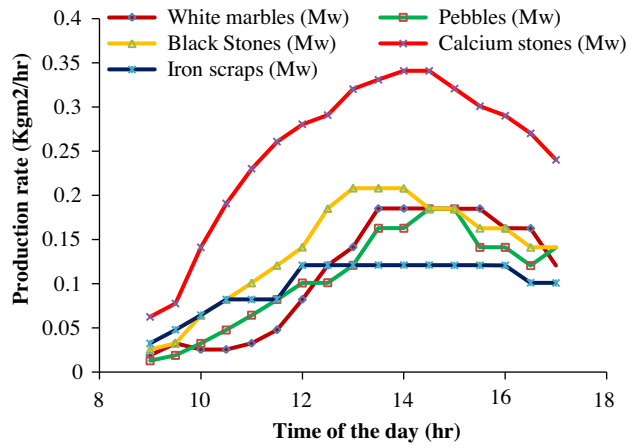 White marbles (Mw)
Pebbles (Mw)
Black Stones (Mw)
Calcium stones (Mw)
Iron scraps (Mw)
Production rate (Kgm2/hr)
0.4
0.35
0.3
0.25
0.2
0.15
0.1
0.05
0
8
10
12
14
16
18
Time of the day (hr)